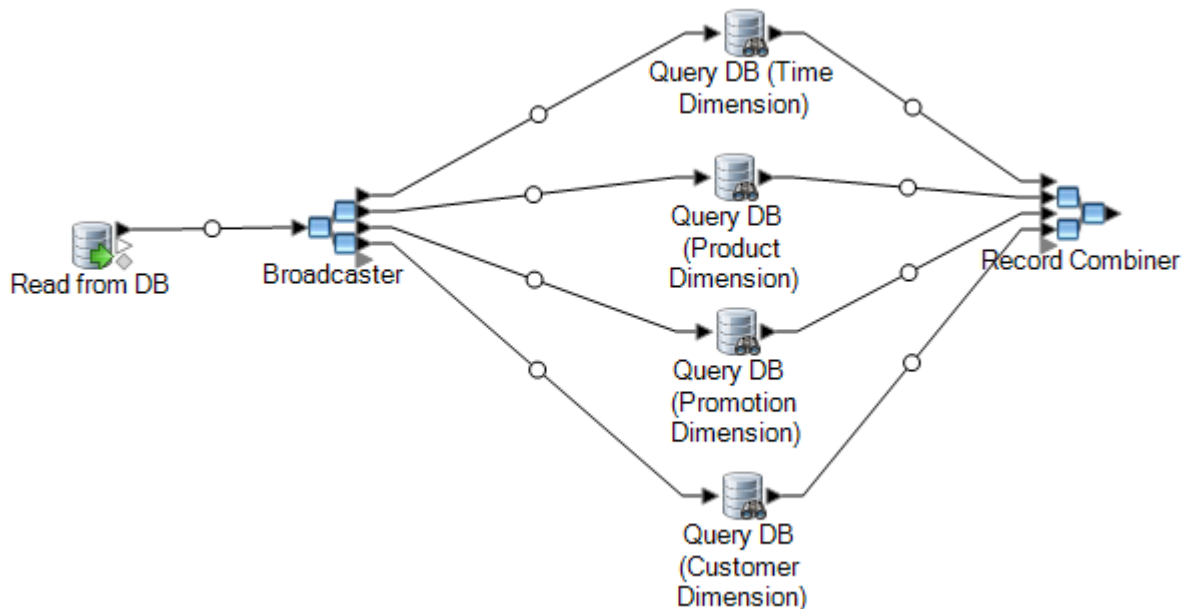 Read from DB
Broadcaster
Query DB (Time
Dimension)
Query DB
(Product
Dimension)
Query DB
(Promotion
Dimension)
Query DB
(Customer
Dimension)
Record Combiner